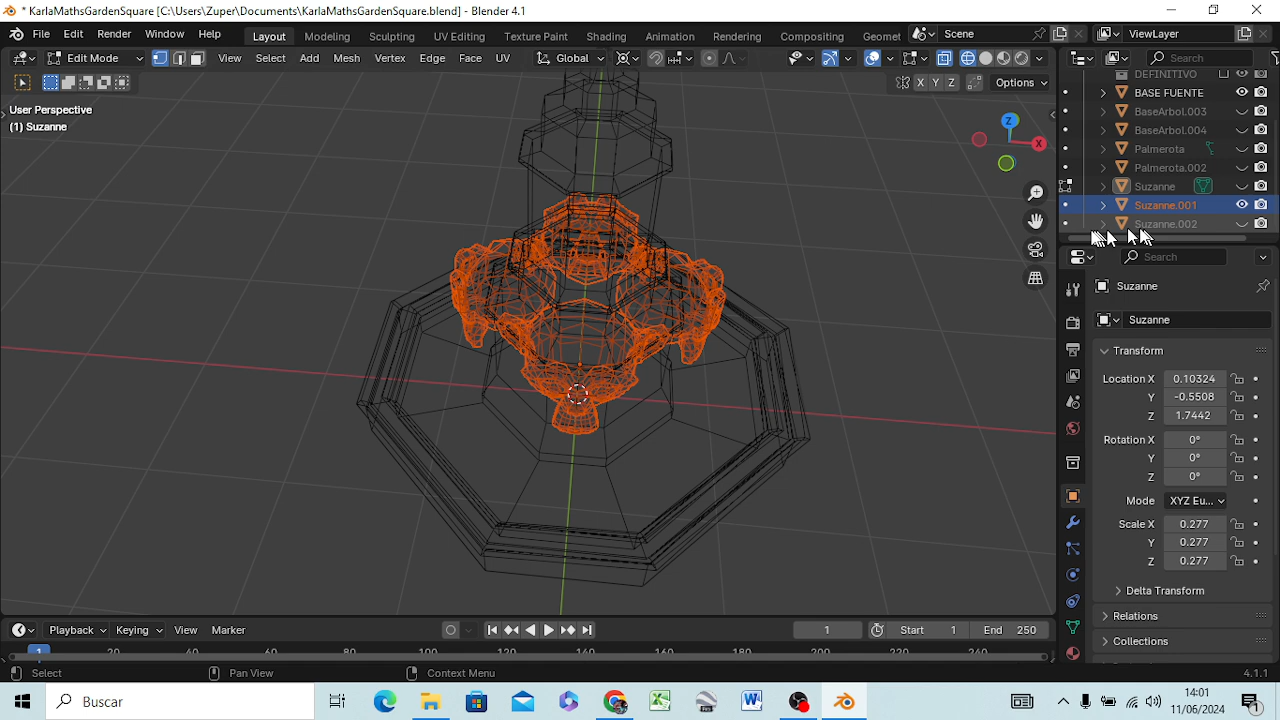 * KarlaMathsGardenSquare [C:\Users\Zuper\Documents\KarlaMathsGardenSquare.blend] - Blender 4.1
File Edit Render Window Help Layout Modeling Sculpting UV Editing Texture Paint Shading Animation Rendering Compositing Geomet Scene ViewLayer
Edit Mode View Select Add Mesh Vertex Edge Face UV Global Search
X Y Z Options
User Perspective
(1) Suzanne
DEFINITIVO
BASE FUENTE
BaseArbol.003
BaseArbol.004
Palmerota
Palmerota.002
Suzanne
Suzanne.001
Suzanne.002
Z
X
Search
Suzanne
Suzanne
Transform
Location X 0.10324
Y -0.5508
Z 1.7442
Rotation X 0°
Y 0°
Z 0°
Mode XYZ Eu...
Scale X 0.277
Y 0.277
Z 0.277
Delta Transform
Relations
Collections
Playback Keying View Marker 1 Start 1 End 250
1 20 40 60 80 100 120 140 160 180 200 220 240
Select Pan View Context Menu 4.1.1
Buscar
14:01
11/06/2024
1